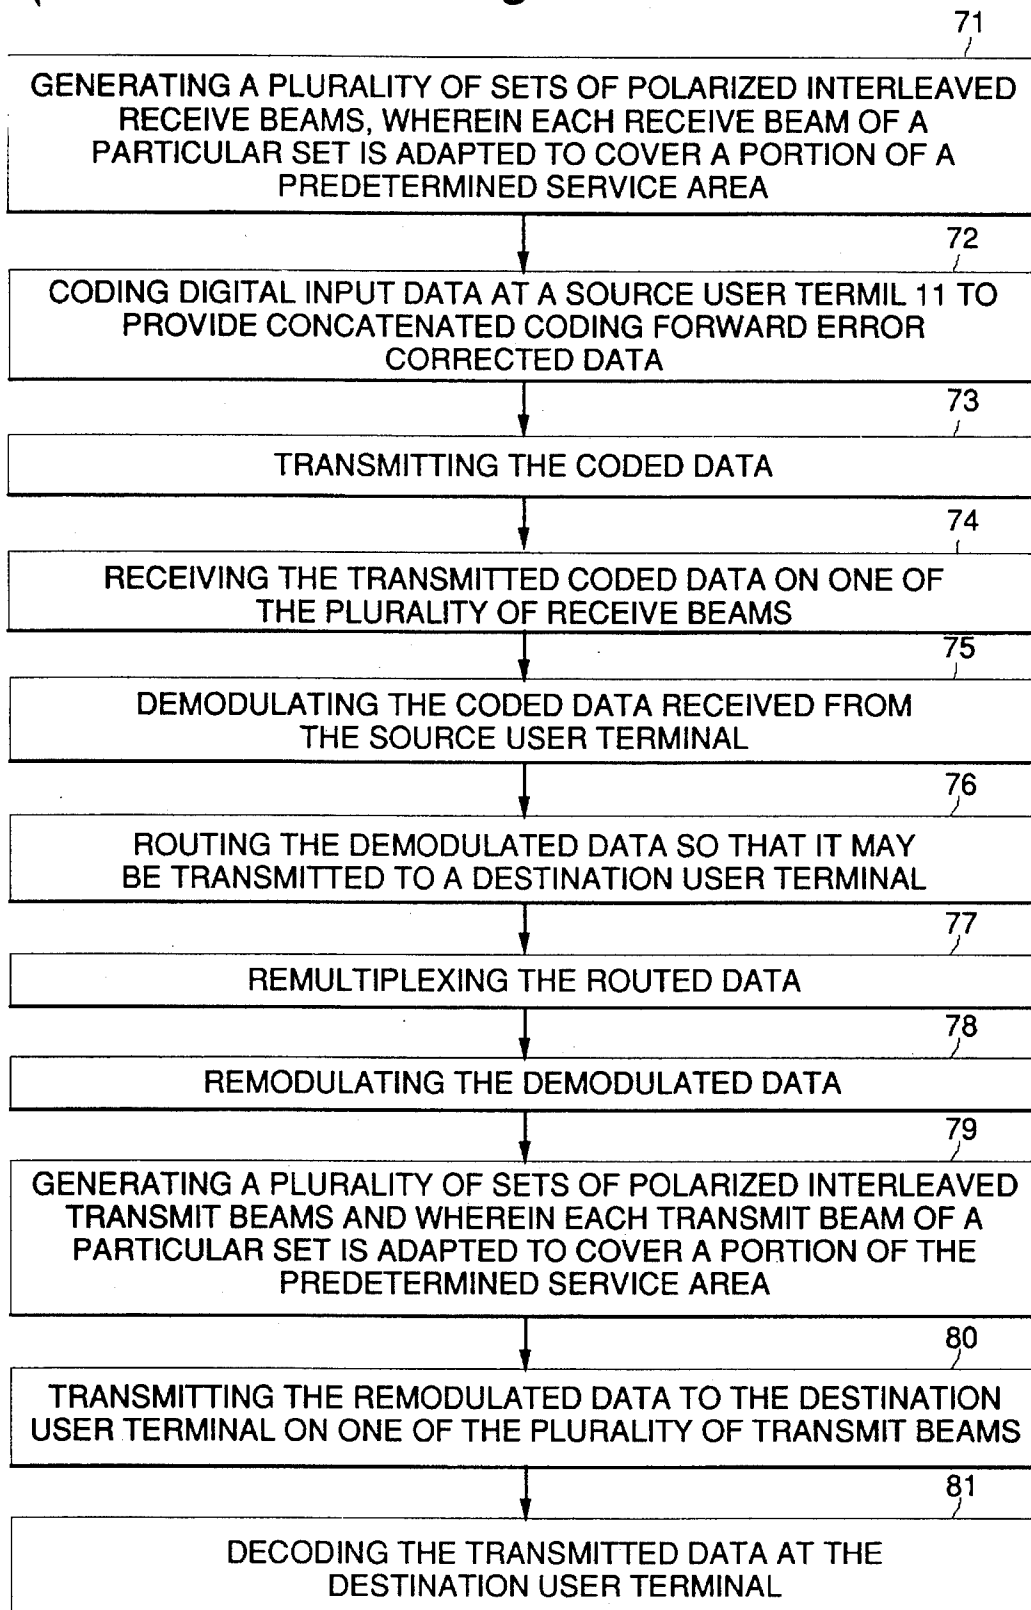 71
GENERATING A PLURALITY OF SETS OF POLARIZED INTERLEAVED
RECEIVE BEAMS, WHEREIN EACH RECEIVE BEAM OF A
PARTICULAR SET IS ADAPTED TO COVER A PORTION OF A
PREDETERMINED SERVICE AREA
72
CODING DIGITAL INPUT DATA AT A SOURCE USER TERMIL 11 TO
PROVIDE CONCATENATED CODING FORWARD ERROR
CORRECTED DATA
73
TRANSMITTING THE CODED DATA
74
RECEIVING THE TRANSMITTED CODED DATA ON ONE OF
THE PLURALITY OF RECEIVE BEAMS
75
DEMODULATING THE CODED DATA RECEIVED FROM
THE SOURCE USER TERMINAL
76
ROUTING THE DEMODULATED DATA SO THAT IT MAY
BE TRANSMITTED TO A DESTINATION USER TERMINAL
77
REMULTIPLEXING THE ROUTED DATA
78
REMODULATING THE DEMODULATED DATA
79
GENERATING A PLURALITY OF SETS OF POLARIZED INTERLEAVED
TRANSMIT BEAMS AND WHEREIN EACH TRANSMIT BEAM OF A
PARTICULAR SET IS ADAPTED TO COVER A PORTION OF THE
PREDETERMINED SERVICE AREA
80
TRANSMITTING THE REMODULATED DATA TO THE DESTINATION
USER TERMINAL ON ONE OF THE PLURALITY OF TRANSMIT BEAMS
81
DECODING THE TRANSMITTED DATA AT THE
DESTINATION USER TERMINAL